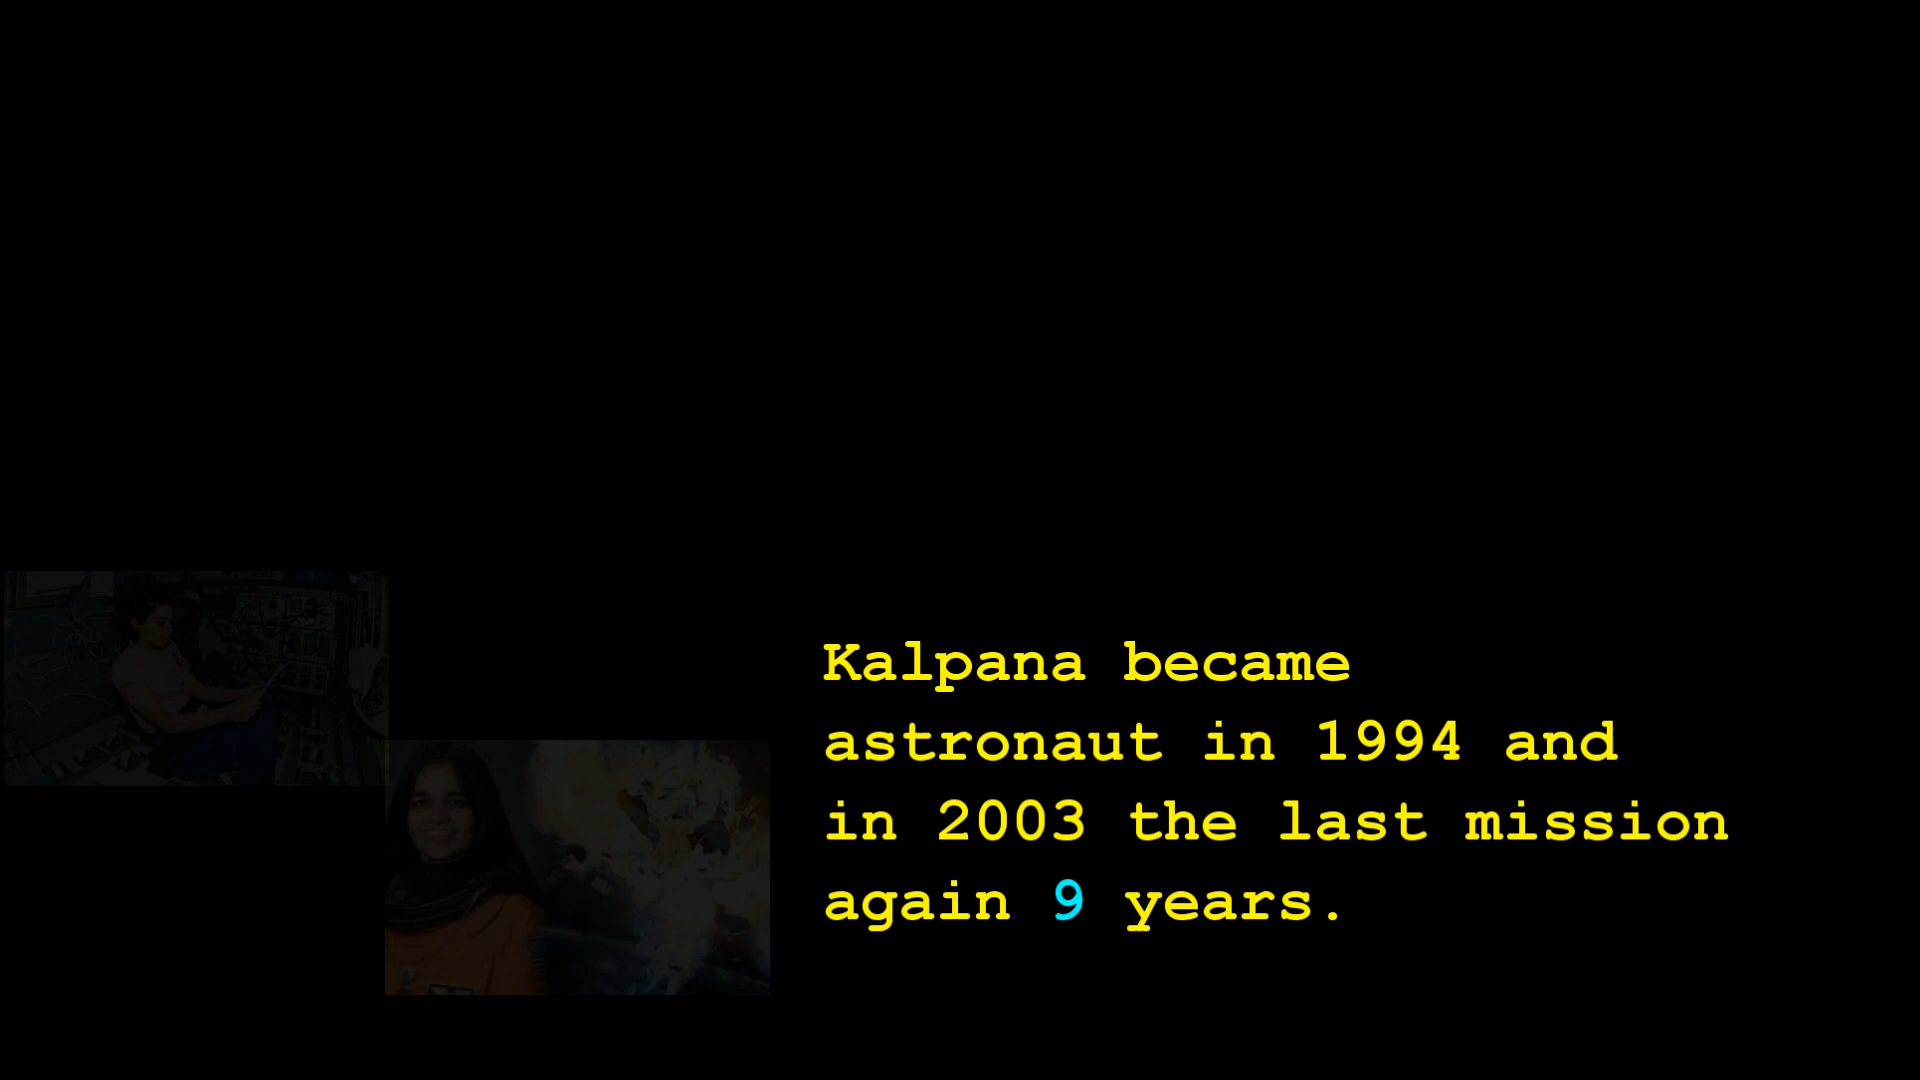 Kalpana became
astronaut in 1994 and
in 2003 the last mission
again 9 years.